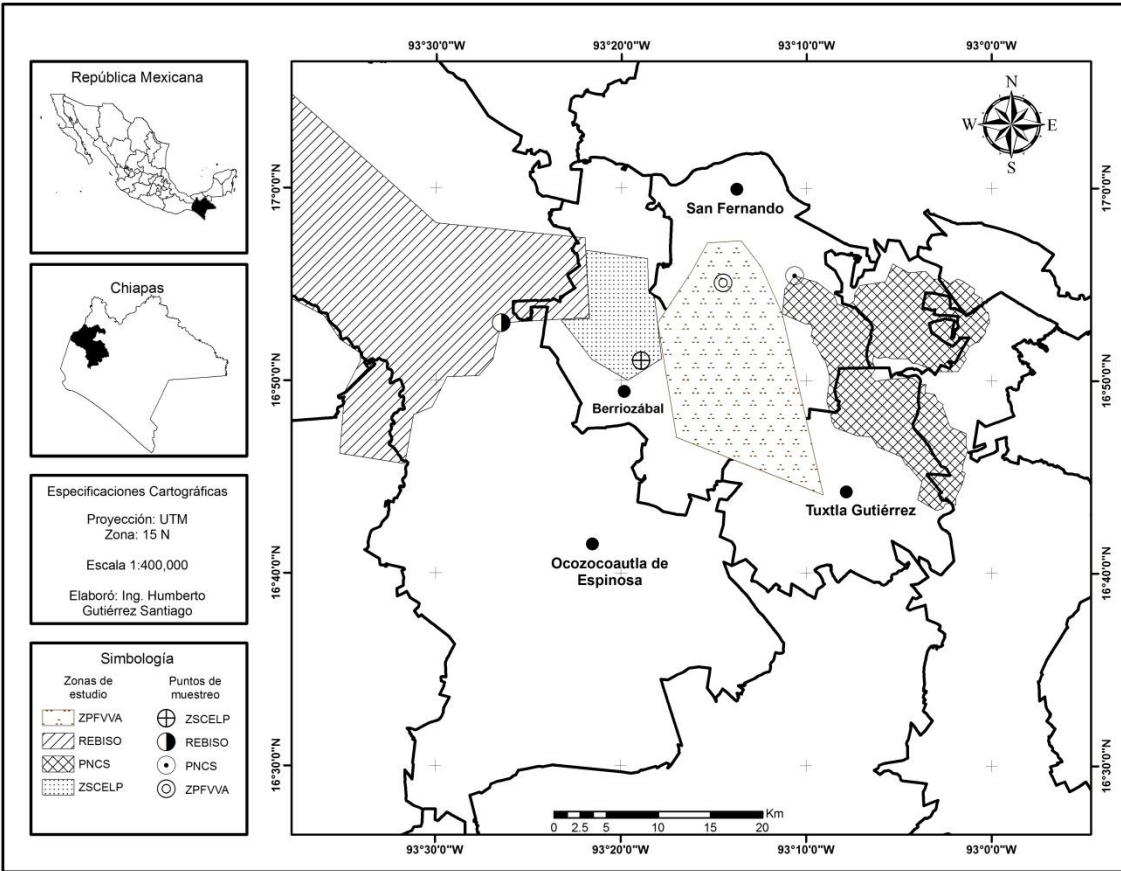 República Mexicana
Chiapas
Especificaciones Cartográficas
Proyección: UTM
Zona: 15 N
Escala 1:400,000
Elaboró: Ing. Humberto
Gutiérrez Santiago
Simbología
Zonas de
estudio
ZPFVVA
REBISO
PNCS
ZSCELP
Puntos de
muestreo
ZSCELP
REBISO
PNCS
ZPFVVA
93°30'0"W 93°20'0"W 93°10'0"W 93°0'0"W
17°0'0"N
16°50'0"N
16°40'0"N
16°30'0"N
N
W E
S
San Fernando
Berriozábal
Tuxtla Gutiérrez
Ocozocoautla de
Espinosa
Km
0 2.5 5 10 15 20
17°0'0"N
16°50'0"N
16°40'0"N
16°30'0"N
93°30'0"W 93°20'0"W 93°10'0"W 93°0'0"W